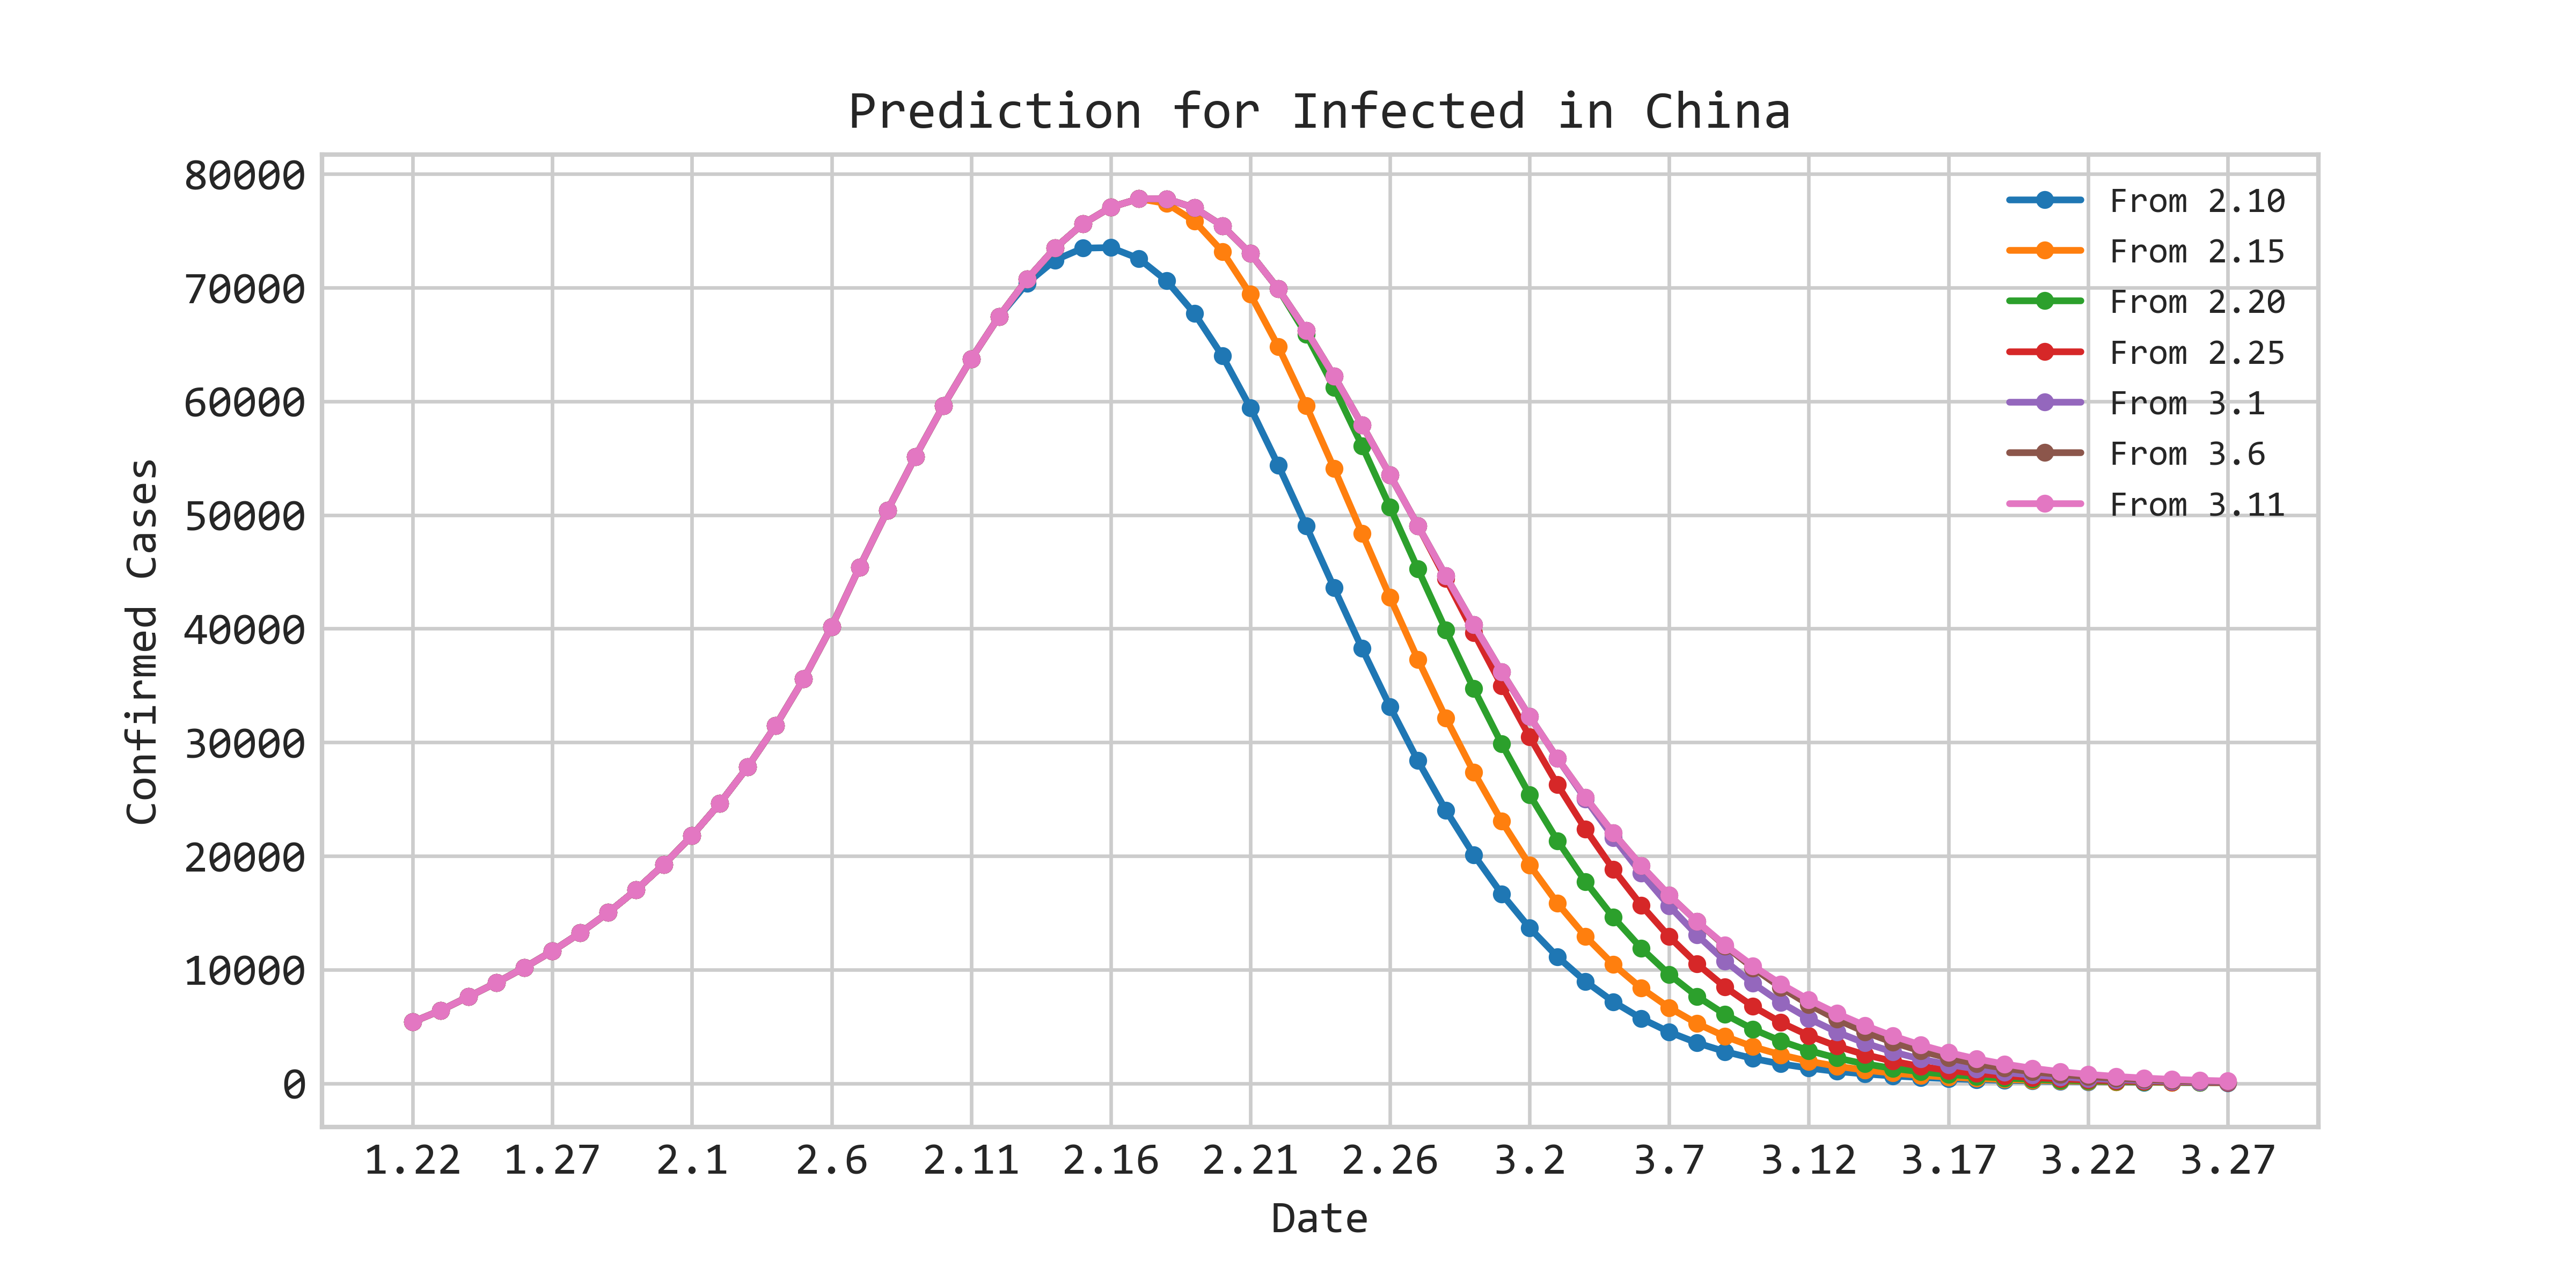 Prediction for Infected in China
Confirmed Cases
80000
70000
60000
50000
40000
30000
20000
10000
0
From 2.10
From 2.15
From 2.20
From 2.25
From 3.1
From 3.6
From 3.11
1.22 1.27 2.1 2.6 2.11 2.16 2.21 2.26 3.2 3.7 3.12 3.17 3.22 3.27
Date